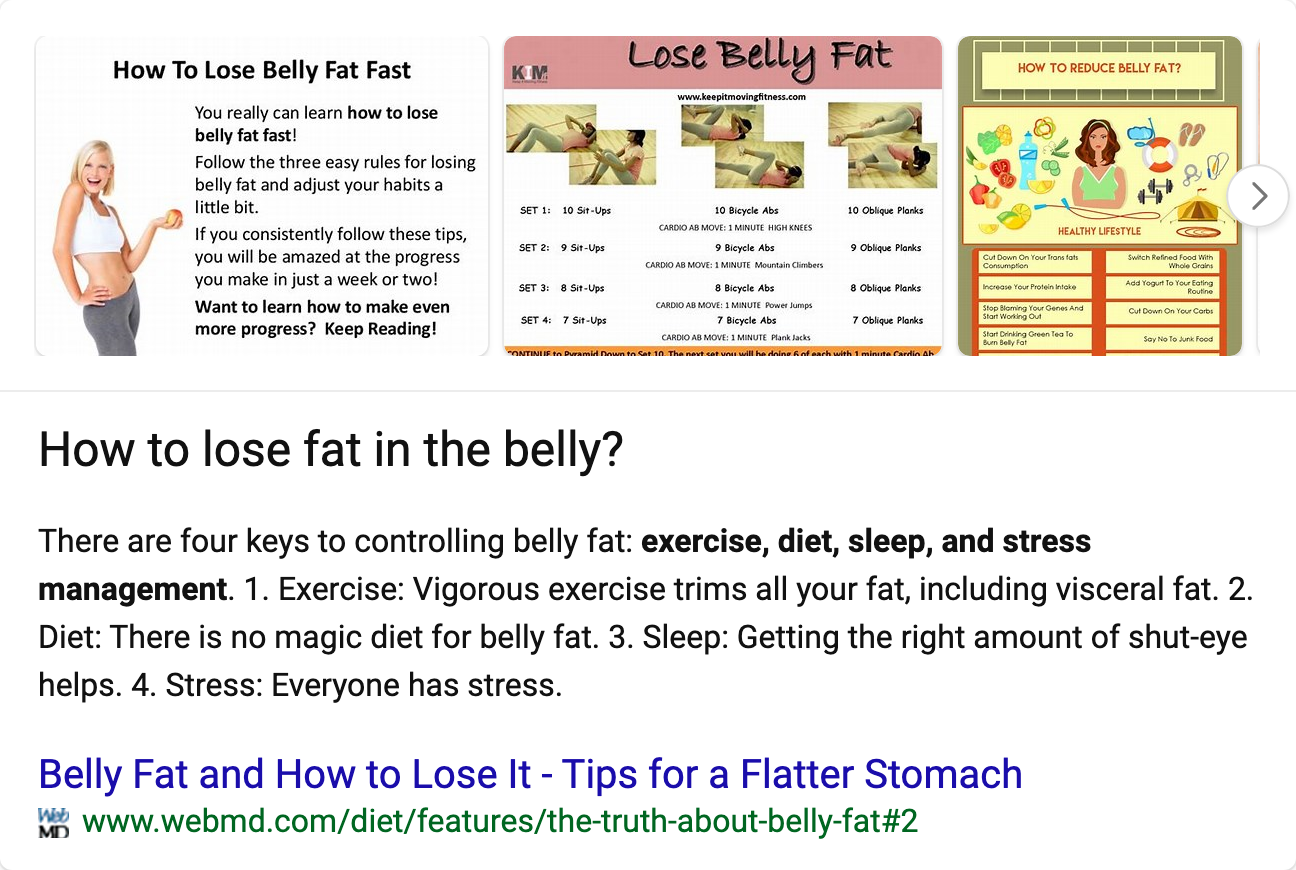 How To Lose Belly Fat Fast
You really can learn how to lose
belly fat fast!
Follow the three easy rules for losing
belly fat and adjust your habits a
little bit.
If you consistently follow these tips,
you will be amazed at the progress
you make in just a week or two!
Want to learn how to make even
more progress? Keep Reading!
Lose Belly Fat
KIM
www.keepitmovingfitness.com
SET 1: 10 Sit-Ups 10 Bicycle Abs 10 Oblique Planks
CARDIO AB MOVE: 1 MINUTE HIGH KNEES
SET 2: 9 Sit-Ups 9 Bicycle Abs 9 Oblique Planks
CARDIO AB MOVE: 1 MINUTE Mountain Climbers
SET 3: 8 Sit-Ups 8 Bicycle Abs 8 Oblique Planks
CARDIO AB MOVE: 1 MINUTE Power Jumps
SET 4: 7 Sit-Ups 7 Bicycle Abs 7 Oblique Planks
CARDIO AB MOVE: 1 MINUTE Plank Jacks
CONTINUE to Pyramid Down to Set 10. The next set you will be doing 6 of each with 1 minute Cardio Ab
HOW TO REDUCE BELLY FAT?
HEALTHY LIFESTYLE
Cut Down On Your Trans fats
Consumption
Switch Refined Food With
Whole Grains
Increase Your Protein Intake
Add Yogurt To Your Eating
Routine
Stop Blaming Your Genes And
Start Working Out
Cut Down On Your Carbs
Start Drinking Green Tea To
Burn Belly Fat
Say No To Junk Food
How to lose fat in the belly?
There are four keys to controlling belly fat: exercise, diet, sleep, and stress
management. 1. Exercise: Vigorous exercise trims all your fat, including visceral fat. 2.
Diet: There is no magic diet for belly fat. 3. Sleep: Getting the right amount of shut-eye
helps. 4. Stress: Everyone has stress.
Belly Fat and How to Lose It - Tips for a Flatter Stomach
Web
MD
www.webmd.com/diet/features/the-truth-about-belly-fat#2